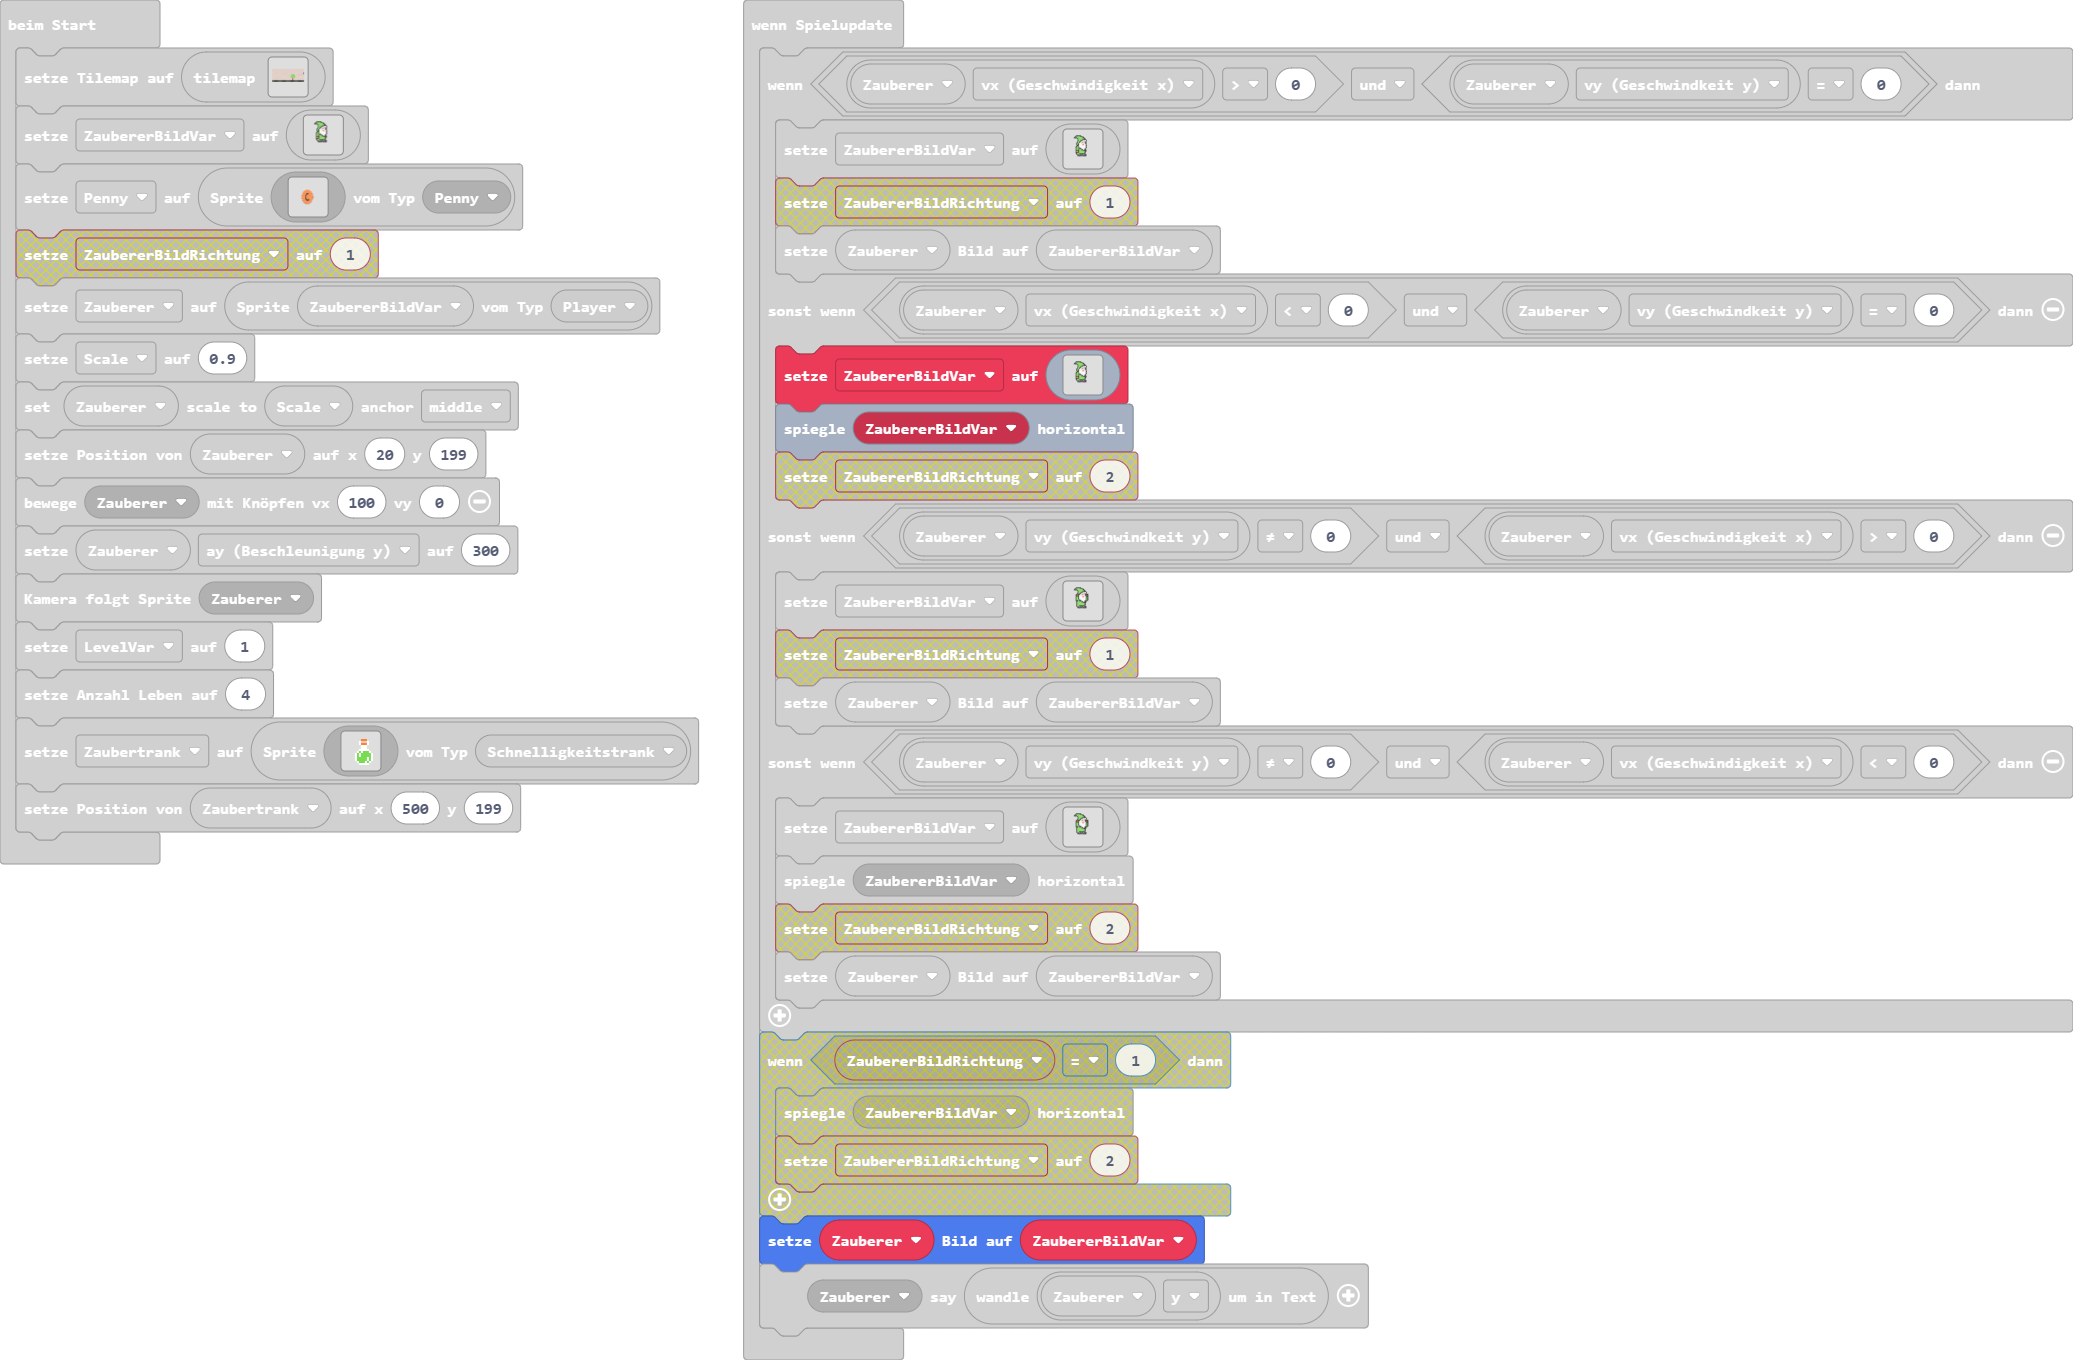 beim Start
setze Tilemap auf tilemap
setze ZaubererBildVar auf
setze Penny auf Sprite vom Typ Penny
setze ZaubererBildRichtung auf 1
setze Zauberer auf Sprite ZaubererBildVar vom Typ Player
setze Scale auf 0.9
set Zauberer scale to Scale anchor middle
setze Position von Zauberer auf x 20 y 199
bewege Zauberer mit Knöpfen vx 100 vy 0
setze Zauberer ay (Beschleunigung y) auf 300
Kamera folgt Sprite Zauberer
setze LevelVar auf 1
setze Anzahl Leben auf 4
setze Zaubertrank auf Sprite vom Typ Schnelligkeitstrank
setze Position von Zaubertrank auf x 500 y 199
wenn Spielupdate
wenn Zauberer vx (Geschwindigkeit x) > 0 und Zauberer vy (Geschwindkeit y) = 0 dann
setze ZaubererBildVar auf
setze ZaubererBildRichtung auf 1
setze Zauberer Bild auf ZaubererBildVar
sonst wenn Zauberer vx (Geschwindigkeit x) < 0 und Zauberer vy (Geschwindkeit y) = 0 dann
setze ZaubererBildVar auf
spiegle ZaubererBildVar horizontal
setze ZaubererBildRichtung auf 2
sonst wenn Zauberer vy (Geschwindkeit y) ≠ 0 und Zauberer vx (Geschwindigkeit x) > 0 dann
setze ZaubererBildVar auf
setze ZaubererBildRichtung auf 1
setze Zauberer Bild auf ZaubererBildVar
sonst wenn Zauberer vy (Geschwindkeit y) ≠ 0 und Zauberer vx (Geschwindigkeit x) < 0 dann
setze ZaubererBildVar auf
spiegle ZaubererBildVar horizontal
setze ZaubererBildRichtung auf 2
setze Zauberer Bild auf ZaubererBildVar
wenn ZaubererBildRichtung = 1 dann
spiegle ZaubererBildVar horizontal
setze ZaubererBildRichtung auf 2
setze Zauberer Bild auf ZaubererBildVar
Zauberer say wandle Zauberer y um in Text